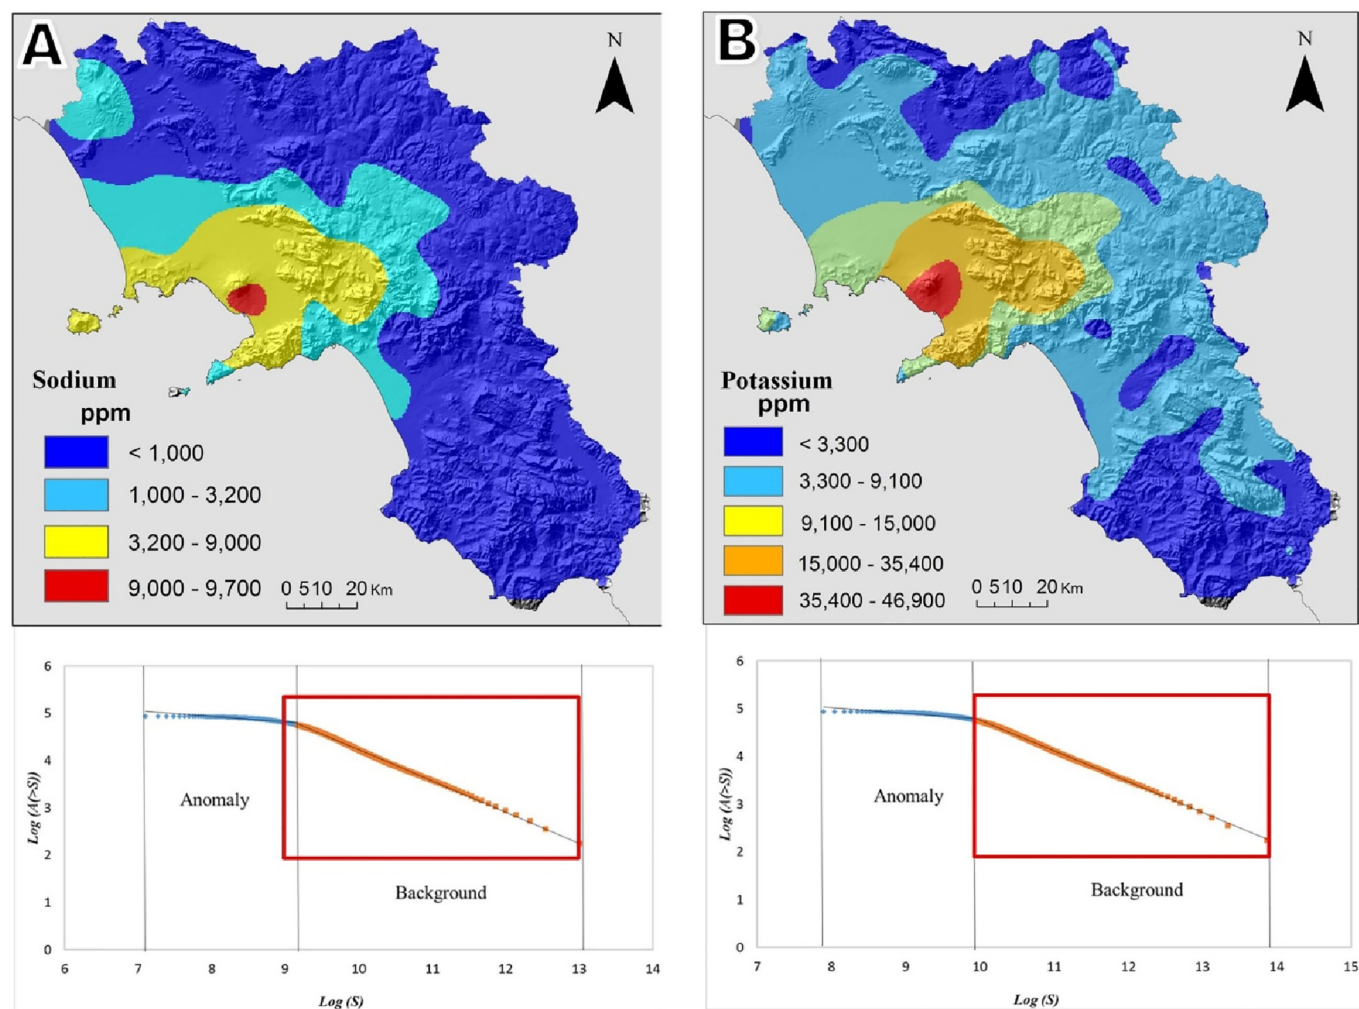 A
N
Sodium
ppm
< 1,000
1,000 - 3,200
3,200 - 9,000
9,000 - 9,700
0 510 20 Km
B
N
Potassium
ppm
< 3,300
3,300 - 9,100
9,100 - 15,000
15,000 - 35,400
35,400 - 46,900
0 510 20 Km
6
5
4
3
2
1
0
Log (A(>S))
Anomaly
Background
6 7 8 9 10 11 12 13 14
Log (S)
6
5
4
3
2
1
0
Log (A(>S))
Anomaly
Background
7 8 9 10 11 12 13 14 15
Log (S)